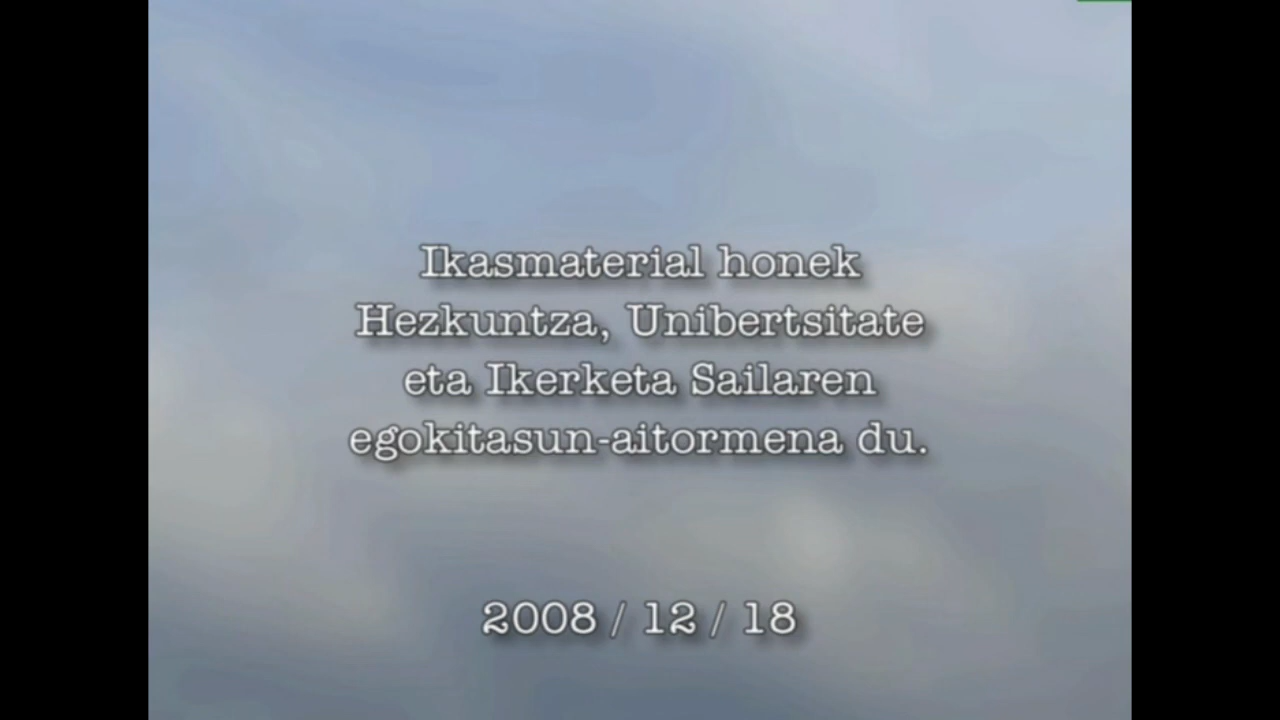 Ikasmaterial honek
Hezkuntza, Unibertsitate
eta Ikerketa Sailaren
egokitasun-aitormena du.
2008 / 12 / 18